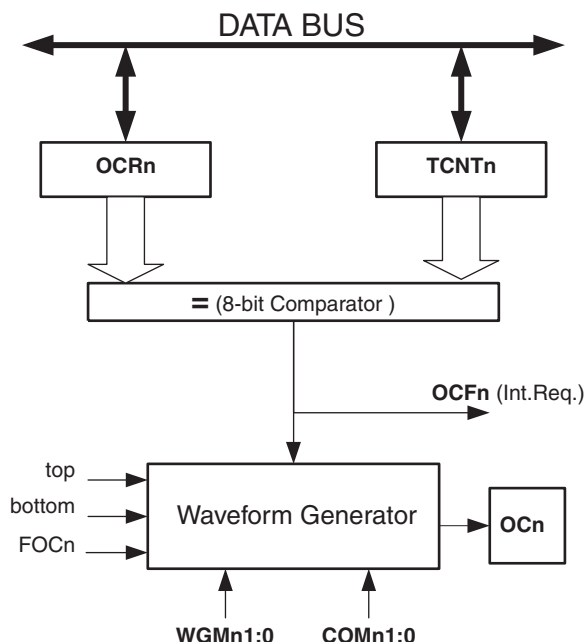 DATA BUS
OCRn
TCNTn
= (8-bit Comparator )
OCFn (Int.Req.)
top
bottom
FOCn
Waveform Generator
OCn
WGMn1:0
COMn1:0